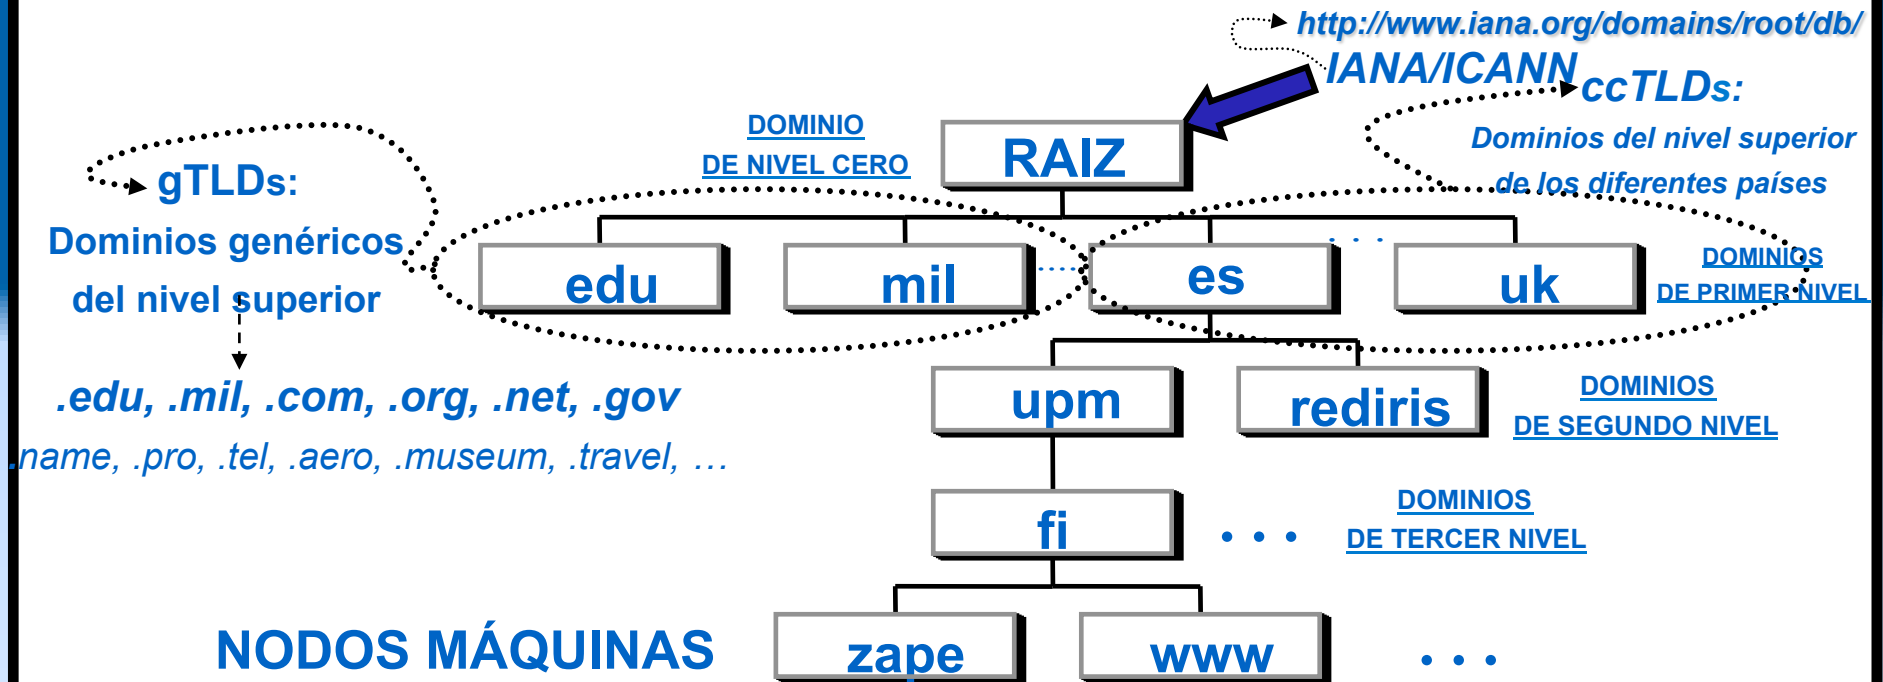 http://www.iana.org/domains/root/db/
IANA/ICANN
ccTLDs:
Dominios del nivel superior
de los diferentes países
DOMINIO
DE NIVEL CERO
RAIZ
gTLDs:
Dominios genéricos
del nivel superior
.edu, .mil, .com, .org, .net, .gov
.name, .pro, .tel, .aero, .museum, .travel, …
edu
mil
.....
es
. . .
uk
DOMINIOS
DE PRIMER NIVEL
upm
rediris
DOMINIOS
DE SEGUNDO NIVEL
fi
. . .
DOMINIOS
DE TERCER NIVEL
NODOS MÁQUINAS
zape
www
. . .